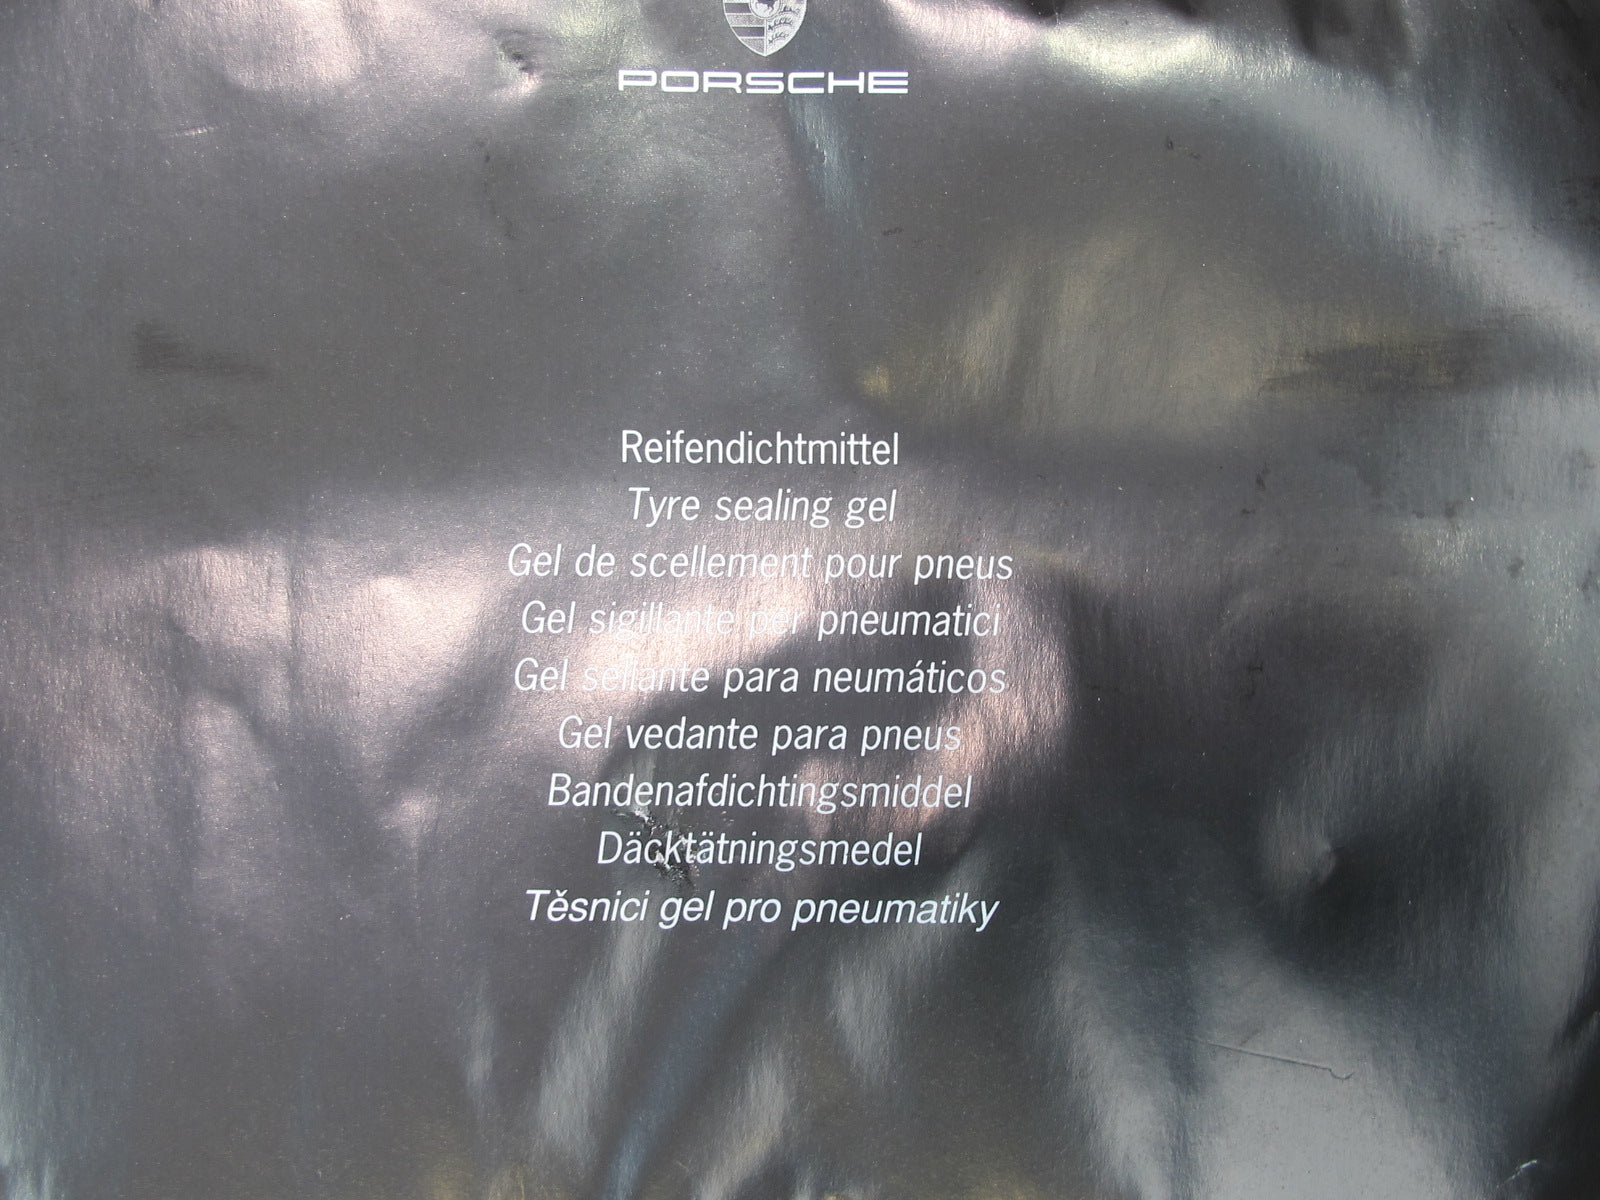 PORSCHE
Reifendichtmittel
Tyre sealing gel
Gel de scellement pour pneus
Gel sigillante per pneumatici
Gel sellante para neumáticos
Gel vedante para pneus
Bandenafdichtingsmiddel
Däcktätningsmedel
Těsnici gel pro pneumatiky